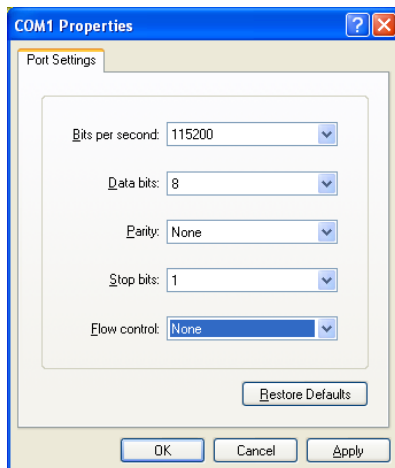 COM1 Properties
Port Settings
Bits per second: 115200
Data bits: 8
Parity: None
Stop bits: 1
Flow control: None
Restore Defaults
OK Cancel Apply